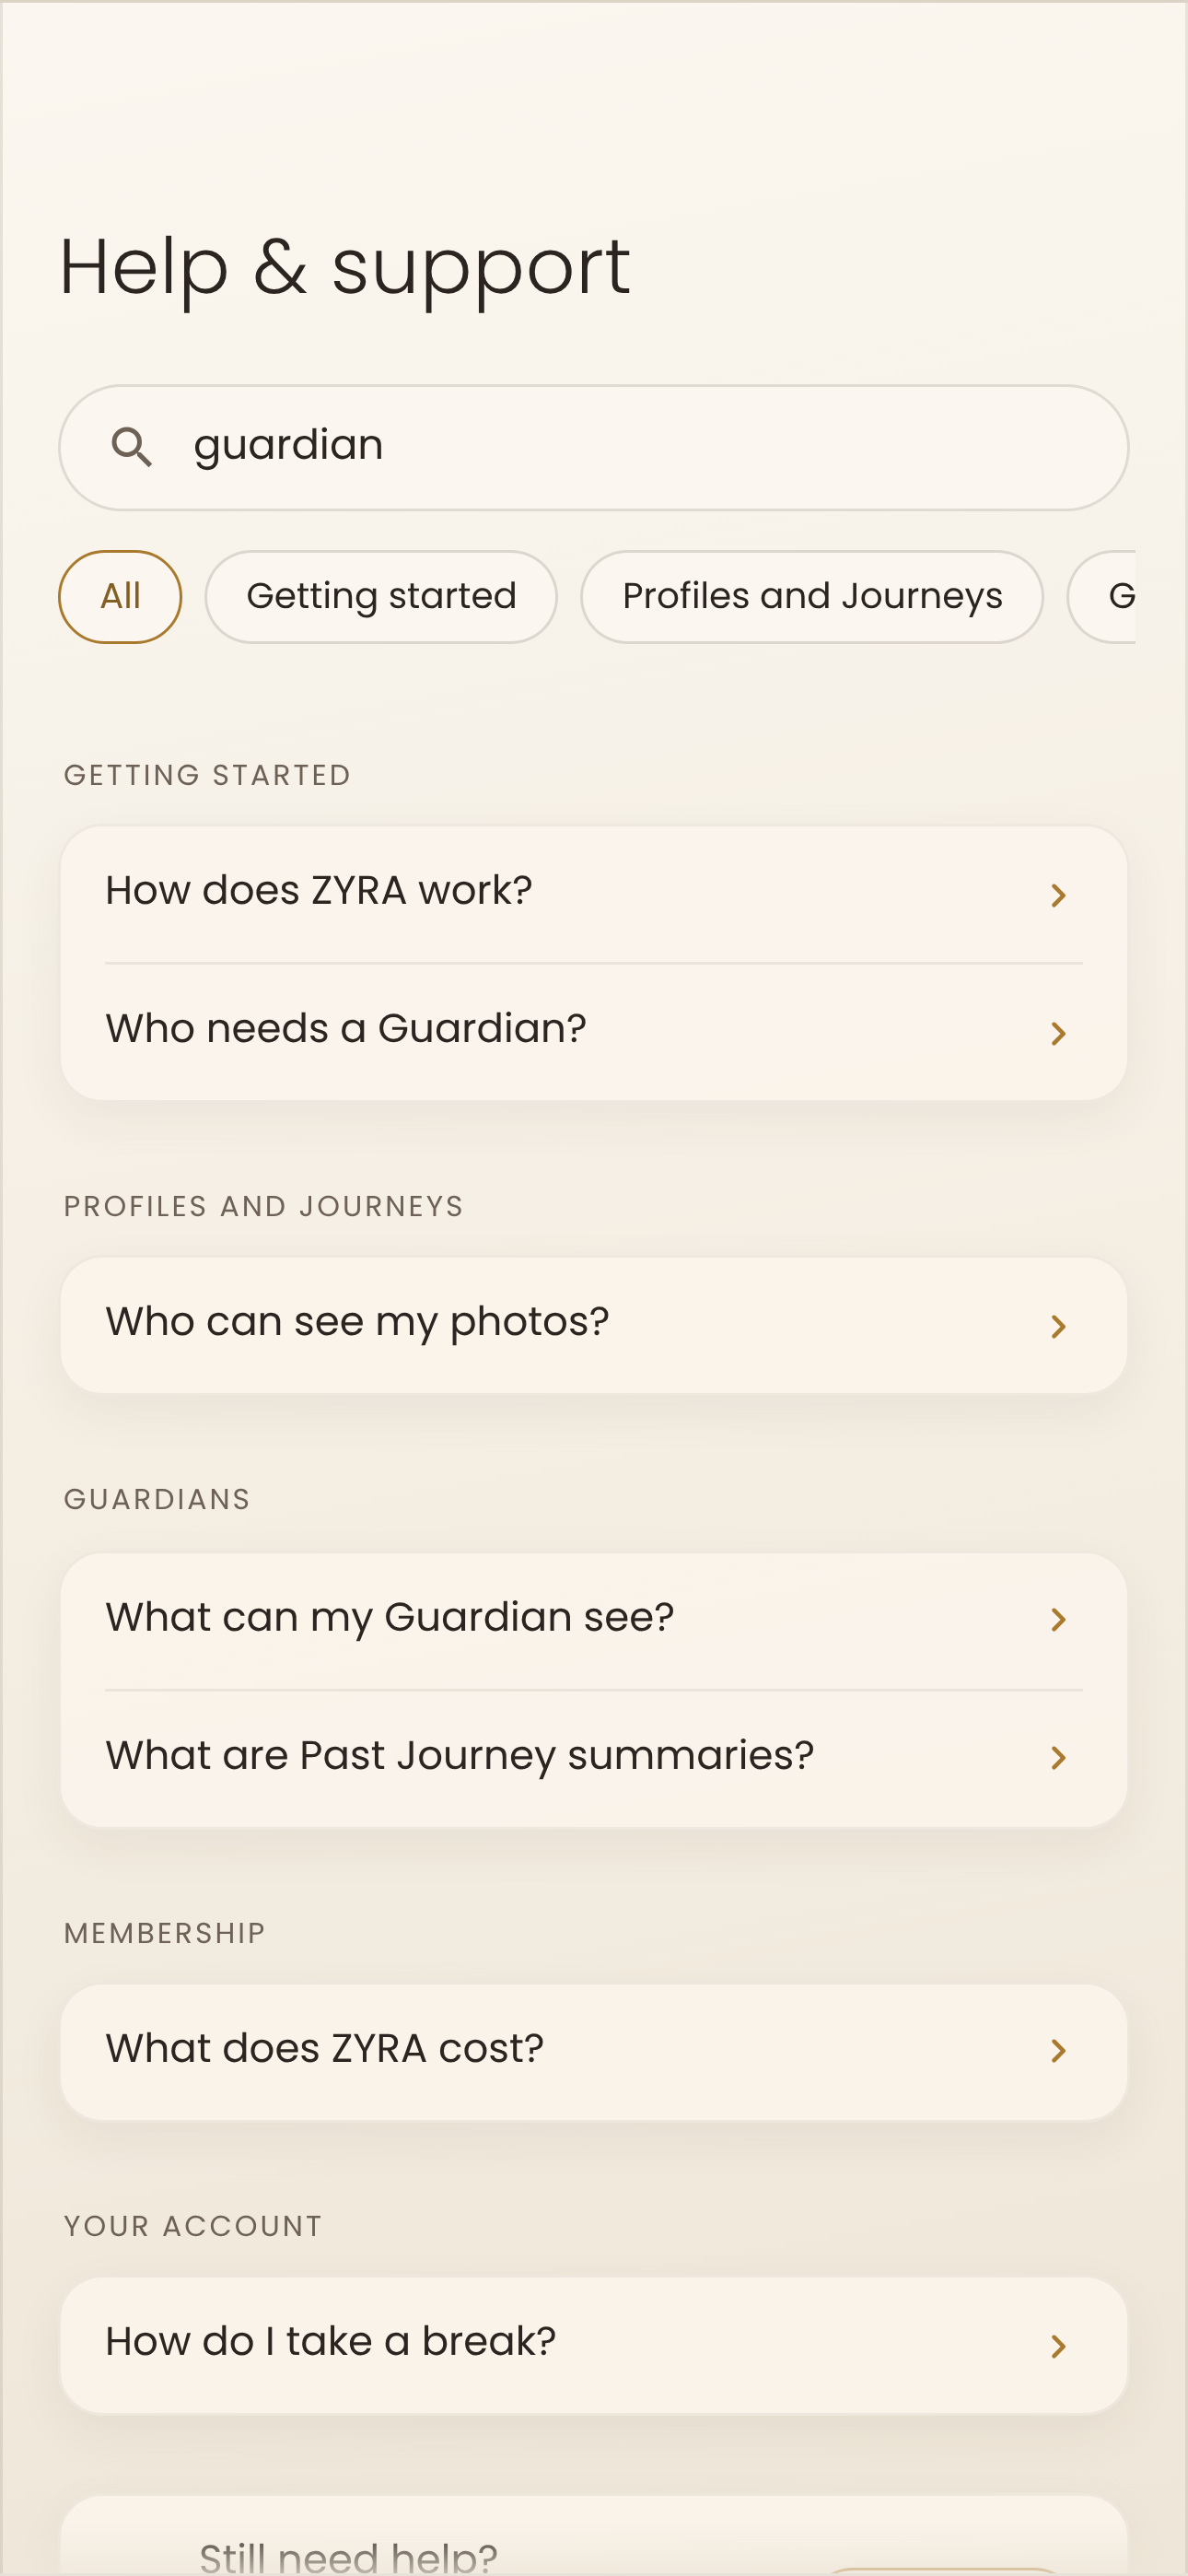 Help & support
guardian
All Getting started Profiles and Journeys G
GETTING STARTED
How does ZYRA work?
Who needs a Guardian?
PROFILES AND JOURNEYS
Who can see my photos?
GUARDIANS
What can my Guardian see?
What are Past Journey summaries?
MEMBERSHIP
What does ZYRA cost?
YOUR ACCOUNT
How do I take a break?
Still need help?